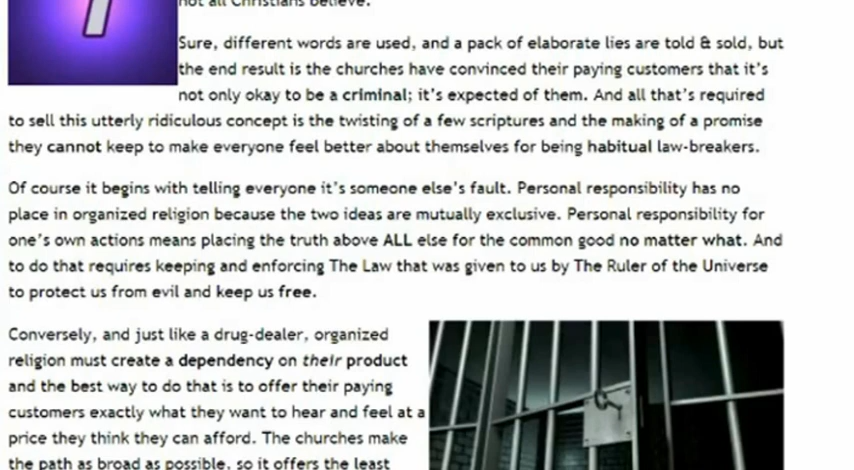 not all Christians believe.
Sure, different words are used, and a pack of elaborate lies are told & sold, but
the end result is the churches have convinced their paying customers that it's
not only okay to be a criminal; it's expected of them. And all that's required
to sell this utterly ridiculous concept is the twisting of a few scriptures and the making of a promise
they cannot keep to make everyone feel better about themselves for being habitual law-breakers.
Of course it begins with telling everyone it's someone else's fault. Personal responsibility has no
place in organized religion because the two ideas are mutually exclusive. Personal responsibility for
one's own actions means placing the truth above ALL else for the common good no matter what. And
to do that requires keeping and enforcing The Law that was given to us by The Ruler of the Universe
to protect us from evil and keep us free.
Conversely, and just like a drug-dealer, organized
religion must create a dependency on their product
and the best way to do that is to offer their paying
customers exactly what they want to hear and feel at a
price they think they can afford. The churches make
the path as broad as possible, so it offers the least